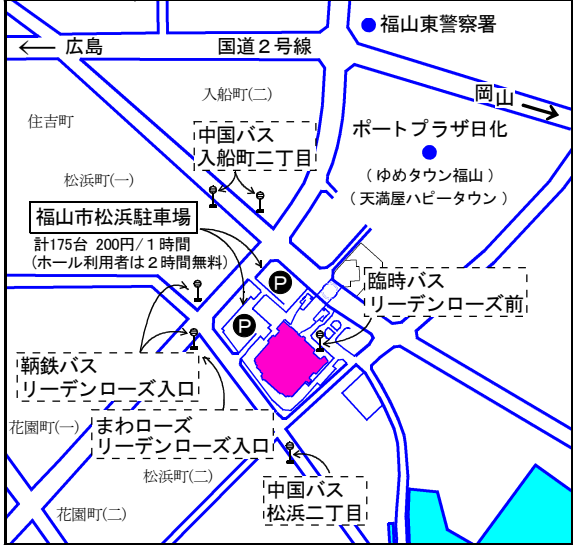 福山東警察署
広島
国道2号線
入船町(二)
岡山
住吉町
中国バス
入船町二丁目
ポートプラザ日化
(ゆめタウン福山)
(天満屋ハピータウン)
松浜町(一)
福山市松浜駐車場
計175台 200円/1時間
(ホール利用者は2時間無料)
P
P
臨時バス
リーデンローズ前
鞆鉄バス
リーデンローズ入口
花園町(一)
まわローズ
リーデンローズ入口
松浜町(二)
中国バス
松浜二丁目
花園町(二)